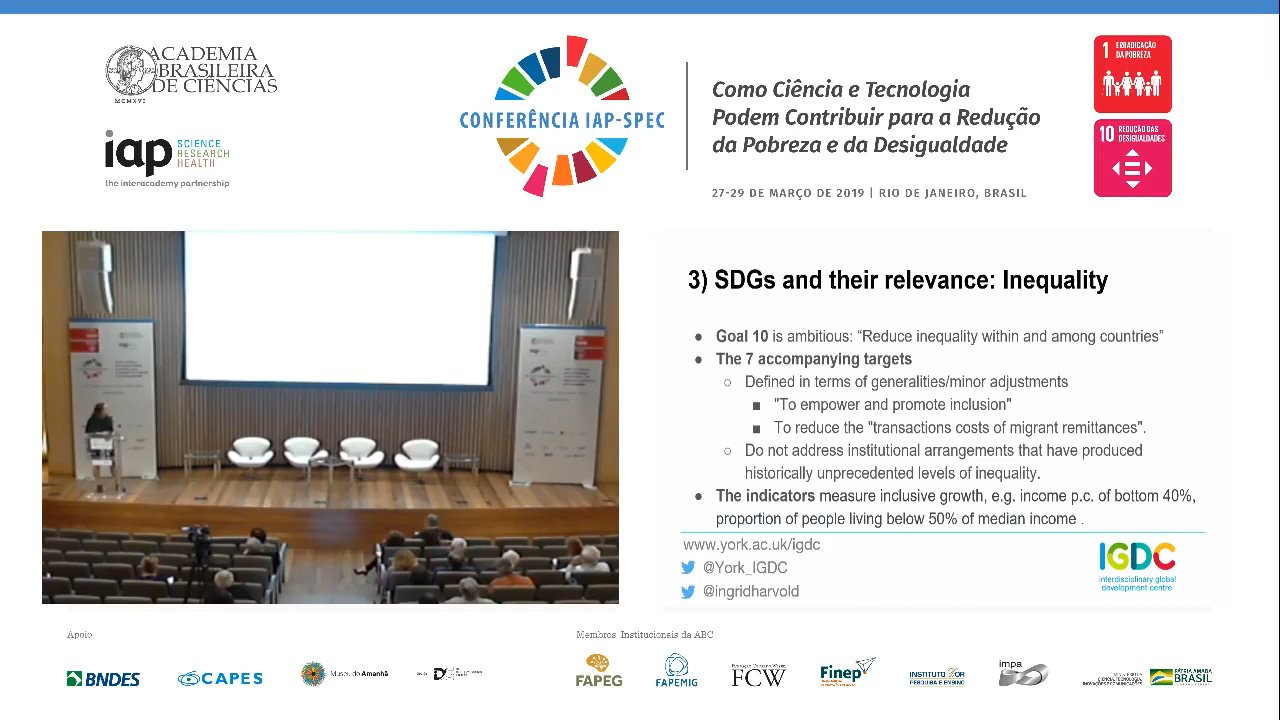 ACADEMIA
BRASILEIRA
DE CIÊNCIAS
MCMXVI
iap SCIENCE
RESEARCH
HEALTH
the interacademy partnership
CONFERÊNCIA IAP-SPEC
Como Ciência e Tecnologia
Podem Contribuir para a Redução
da Pobreza e da Desigualdade
27-29 DE MARÇO DE 2019 | RIO DE JANEIRO, BRASIL
1 ERRADICAÇÃO
DA POBREZA
10 REDUÇÃO DAS
DESIGUALDADES
3) SDGs and their relevance: Inequality
● Goal 10 is ambitious: “Reduce inequality within and among countries”
● The 7 accompanying targets
○ Defined in terms of generalities/minor adjustments
■ "To empower and promote inclusion"
■ To reduce the "transactions costs of migrant remittances".
○ Do not address institutional arrangements that have produced
historically unprecedented levels of inequality.
● The indicators measure inclusive growth, e.g. income p.c. of bottom 40%,
proportion of people living below 50% of median income .
www.york.ac.uk/igdc
@York_IGDC
@ingridharvold
IGDC
interdisciplinary global
development centre
Apoio
Membros Institucionais da ABC
BNDES
CAPES
Museu do Amanhã
FAPEG
FAPEMIG
FCW
Finep
INSTITUTO D'OR
PESQUISA E ENSINO
impa
CIÊNCIA, TECNOLOGIA,
INOVAÇÕES E COMUNICAÇÕES
PÁTRIA AMADA
BRASIL